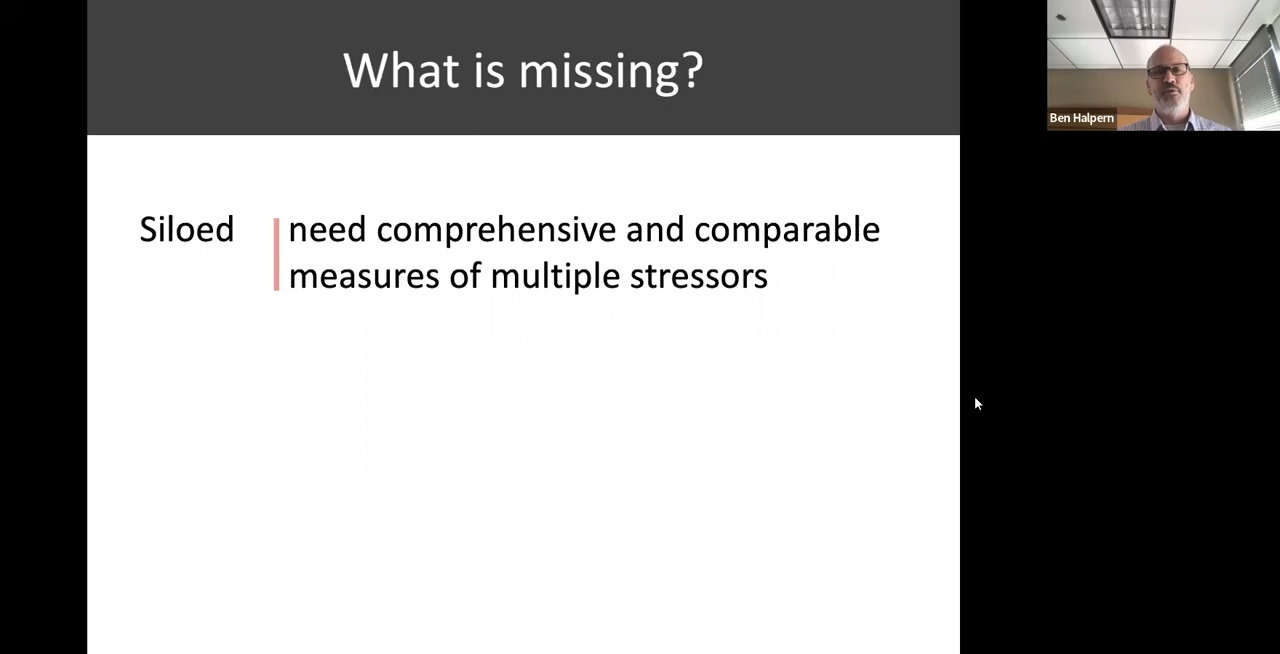 What is missing?
Siloed
need comprehensive and comparable
measures of multiple stressors
Ben Halpern